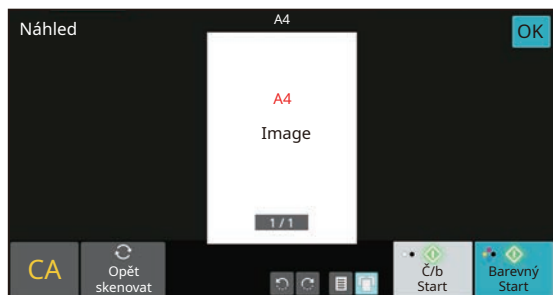 Náhled
A4
OK
A4
Image
1 / 1
CA
Opět
skenovat
Č/b
Start
Barevný
Start